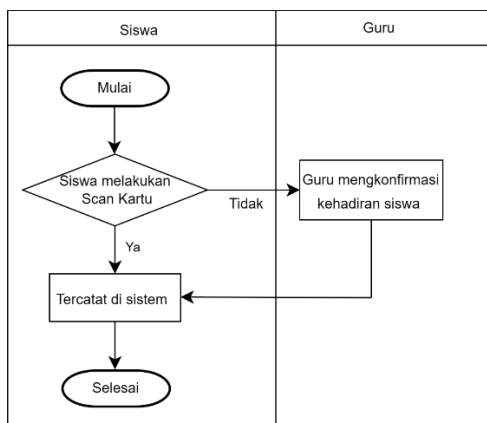 Siswa
Guru
Mulai
Siswa melakukan
Scan Kartu
Tidak
Guru mengkonfirmasi
kehadiran siswa
Ya
Tercatat di sistem
Selesai